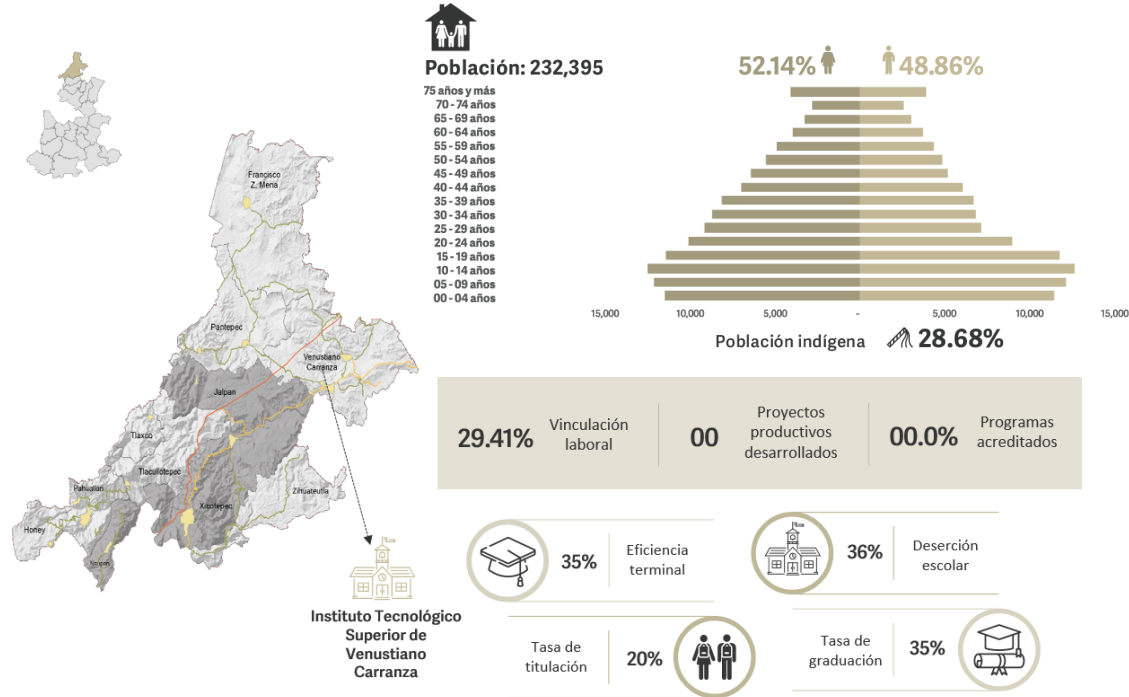 Población: 232,395
52.14%
48.86%
75 años y más
70 - 74 años
65 - 69 años
60 - 64 años
55 - 59 años
50 - 54 años
45 - 49 años
40 - 44 años
35 - 39 años
30 - 34 años
25 - 29 años
20 - 24 años
15 - 19 años
10 - 14 años
05 - 09 años
00 - 04 años
15,000
10,000
5,000
-
5,000
10,000
15,000
Población indígena
28.68%
Francisco
Z. Mena
Pantepec
Venustiano
Carranza
Jalpan
Tlaxco
Tlacuilotepec
Pahuatlán
Xicotepec
Zihuateutla
Honey
Naupan
Instituto Tecnológico
Superior de
Venustiano
Carranza
29.41%
Vinculación
laboral
00
Proyectos
productivos
desarrollados
00.0%
Programas
acreditados
35%
Eficiencia
terminal
36%
Deserción
escolar
Tasa de
titulación
20%
Tasa de
graduación
35%